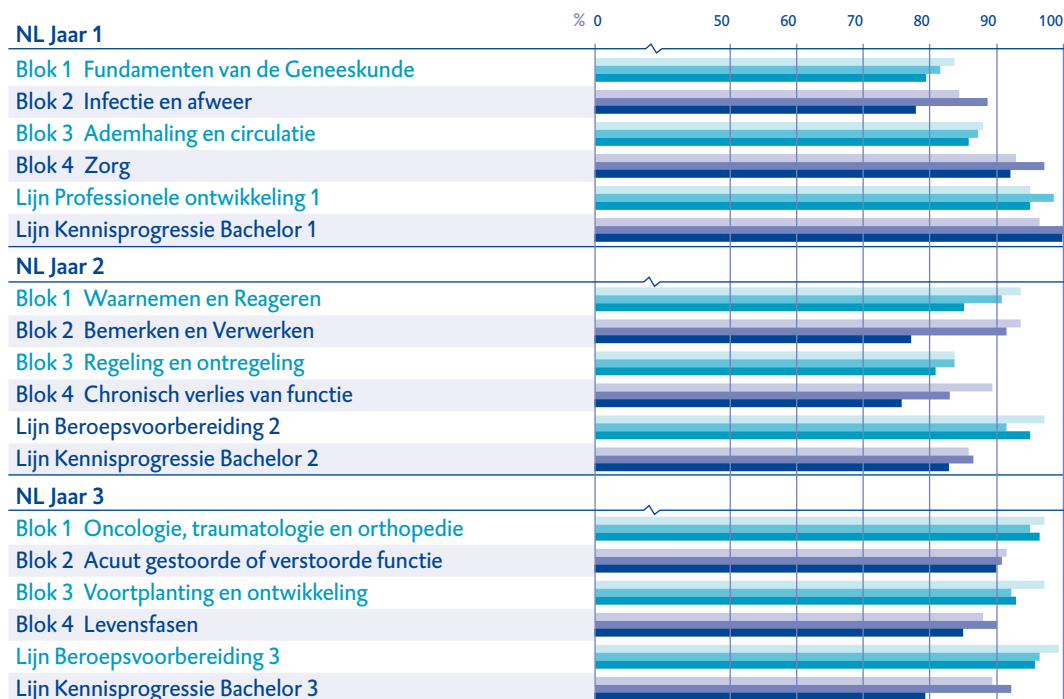 % 0 50 60 70 80 90 100
NL Jaar 1
Blok 1 Fundamenten van de Geneeskunde
Blok 2 Infectie en afweer
Blok 3 Ademhaling en circulatie
Blok 4 Zorg
Lijn Professionele ontwikkeling 1
Lijn Kennisprogressie Bachelor 1
NL Jaar 2
Blok 1 Waarnemen en Reageren
Blok 2 Bemerken en Verwerken
Blok 3 Regeling en ontregeling
Blok 4 Chronisch verlies van functie
Lijn Beroepsvoorbereiding 2
Lijn Kennisprogressie Bachelor 2
NL Jaar 3
Blok 1 Oncologie, traumatologie en orthopedie
Blok 2 Acuut gestoorde of verstoorde functie
Blok 3 Voortplanting en ontwikkeling
Blok 4 Levensfasen
Lijn Beroepsvoorbereiding 3
Lijn Kennisprogressie Bachelor 3